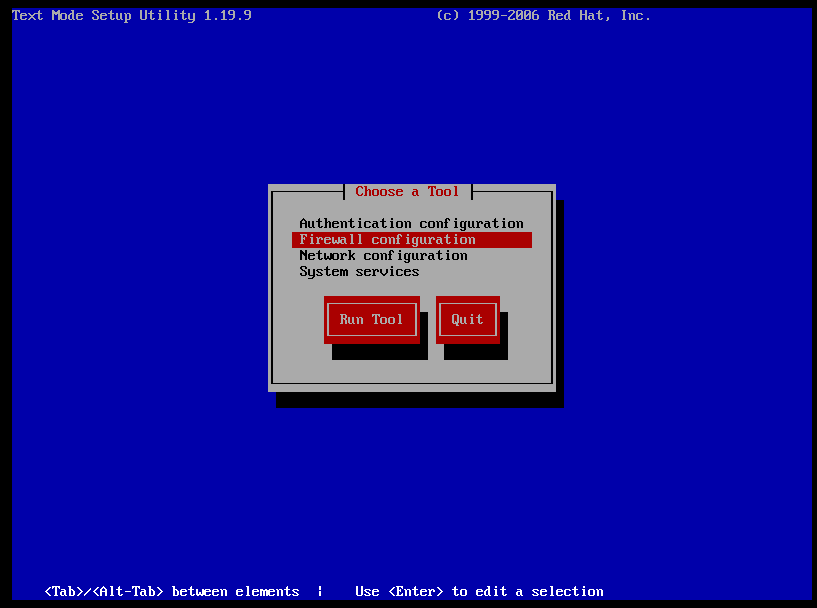 Text Mode Setup Utility 1.19.9 (c) 1999-2006 Red Hat, Inc.
Choose a Tool
Authentication configuration
Firewall configuration
Network configuration
System services
Run Tool Quit
<Tab>/<Alt-Tab> between elements | Use <Enter> to edit a selection